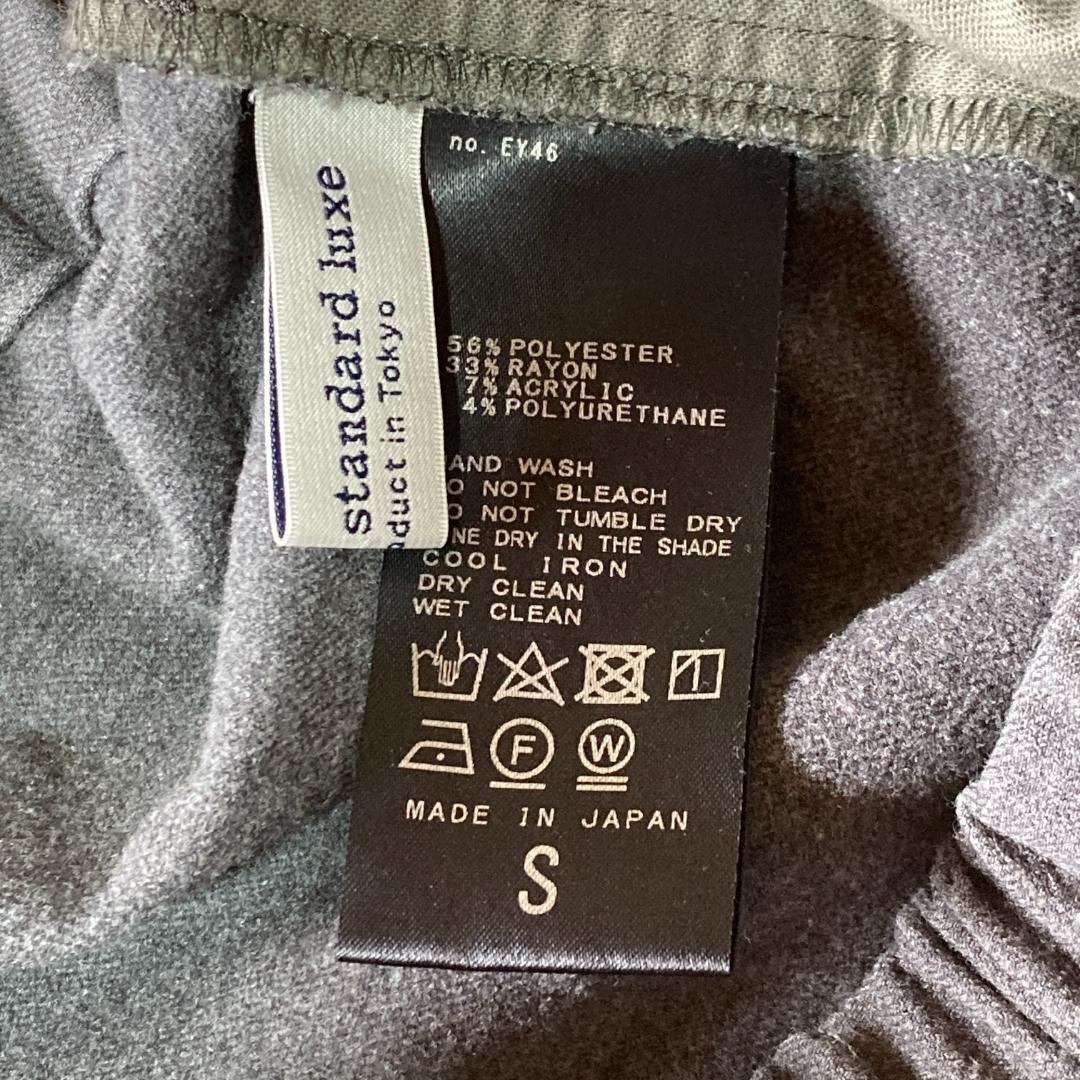 standard luxe
oduct in Tokyo
no. EY46
56% POLYESTER
33% RAYON
7% ACRYLIC
4% POLYURETHANE
AND WASH
O NOT BLEACH
O NOT TUMBLE DRY
NE DRY IN THE SHADE
COOL IRON
DRY CLEAN
WET CLEAN
F W
MADE IN JAPAN
S